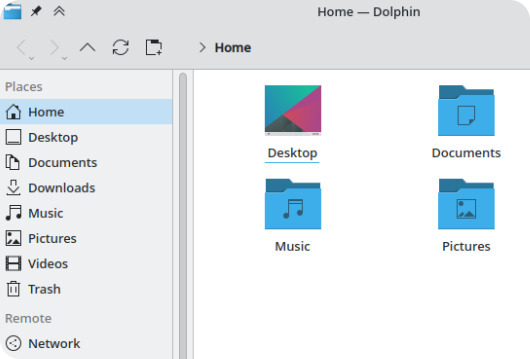 Home — Dolphin
Home
Places
Home
Desktop
Documents
Downloads
Music
Pictures
Videos
Trash
Remote
Network
Desktop
Documents
Music
Pictures